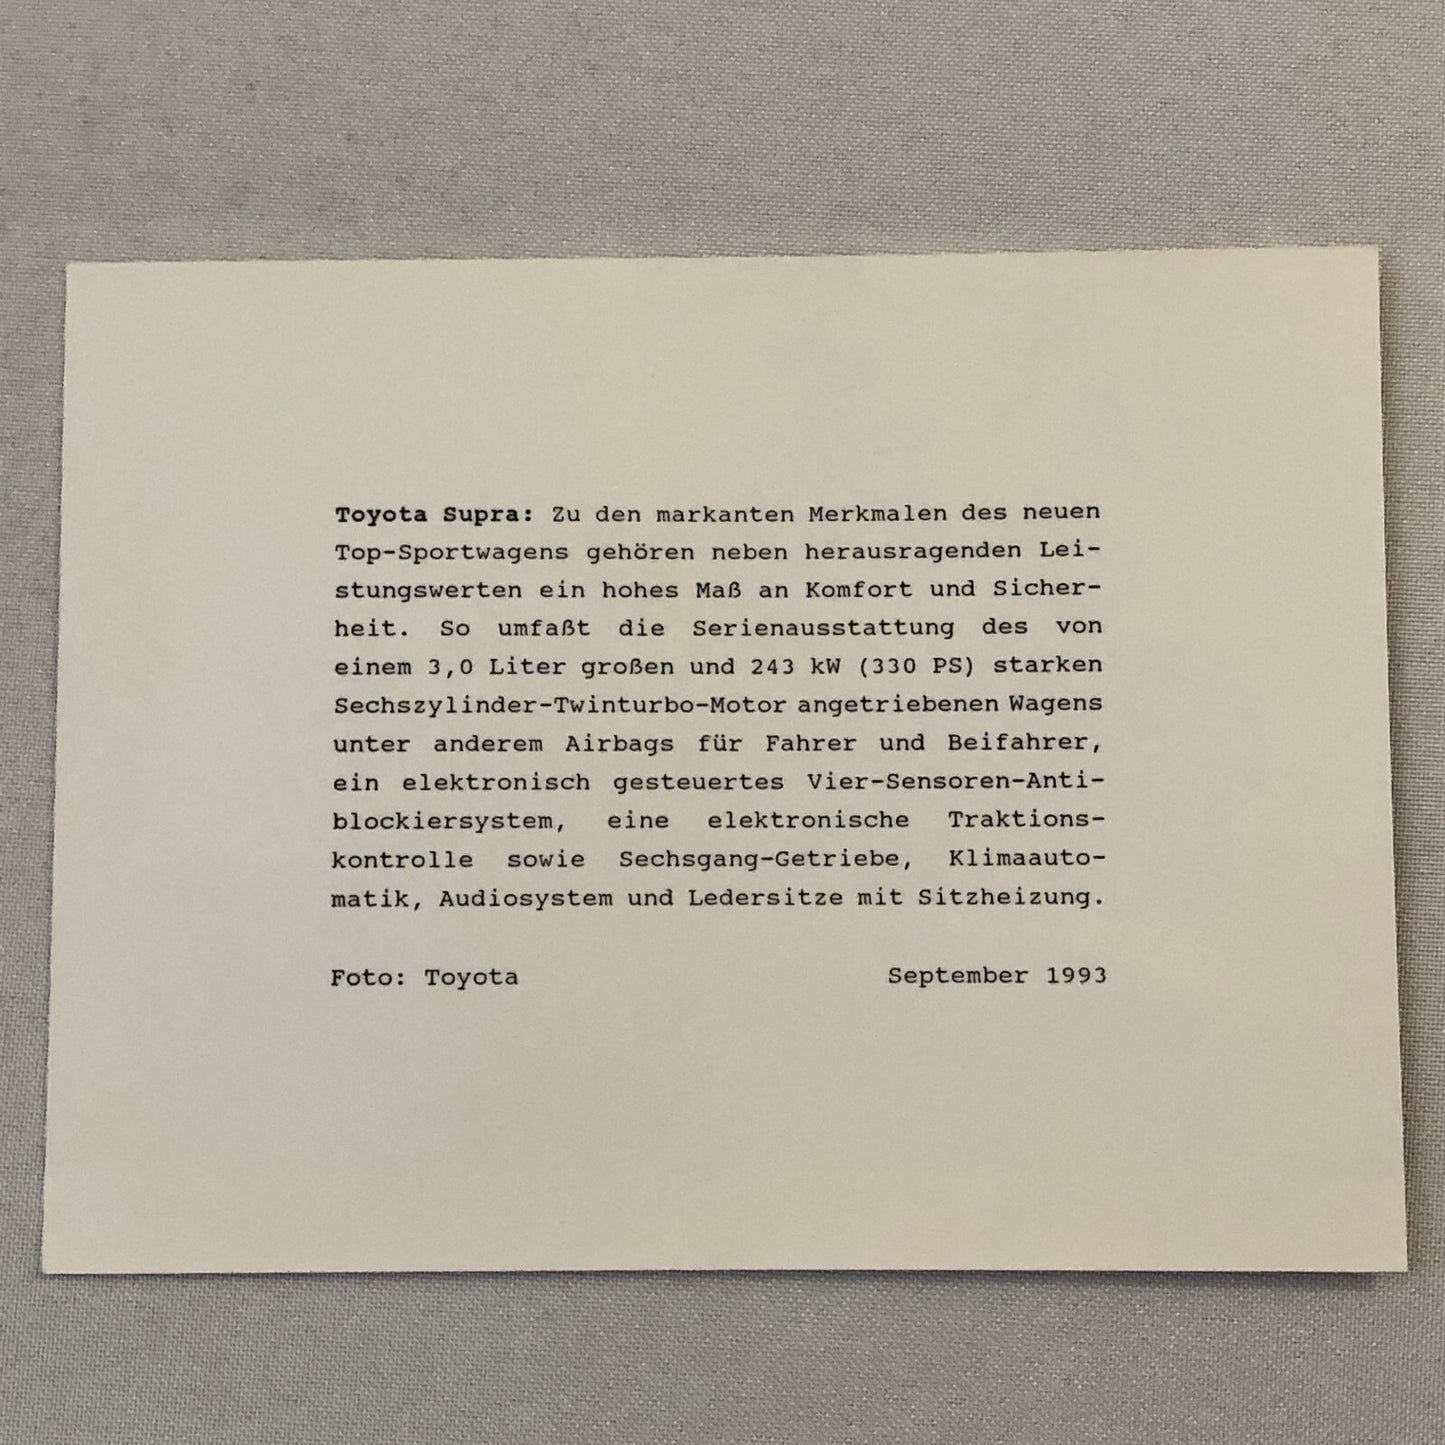 Toyota Supra: Zu den markanten Merkmalen des neuen
Top-Sportwagens gehören neben herausragenden Lei-
stungswerten ein hohes Maß an Komfort und Sicher-
heit. So umfaßt die Serienausstattung des von
einem 3,0 Liter großen und 243 kW (330 PS) starken
Sechszylinder-Twinturbo-Motor angetriebenen Wagens
unter anderem Airbags für Fahrer und Beifahrer,
ein elektronisch gesteuertes Vier-Sensoren-Anti-
blockiersystem, eine elektronische Traktions-
kontrolle sowie Sechsgang-Getriebe, Klimaauto-
matik, Audiosystem und Ledersitze mit Sitzheizung.
Foto: Toyota September 1993